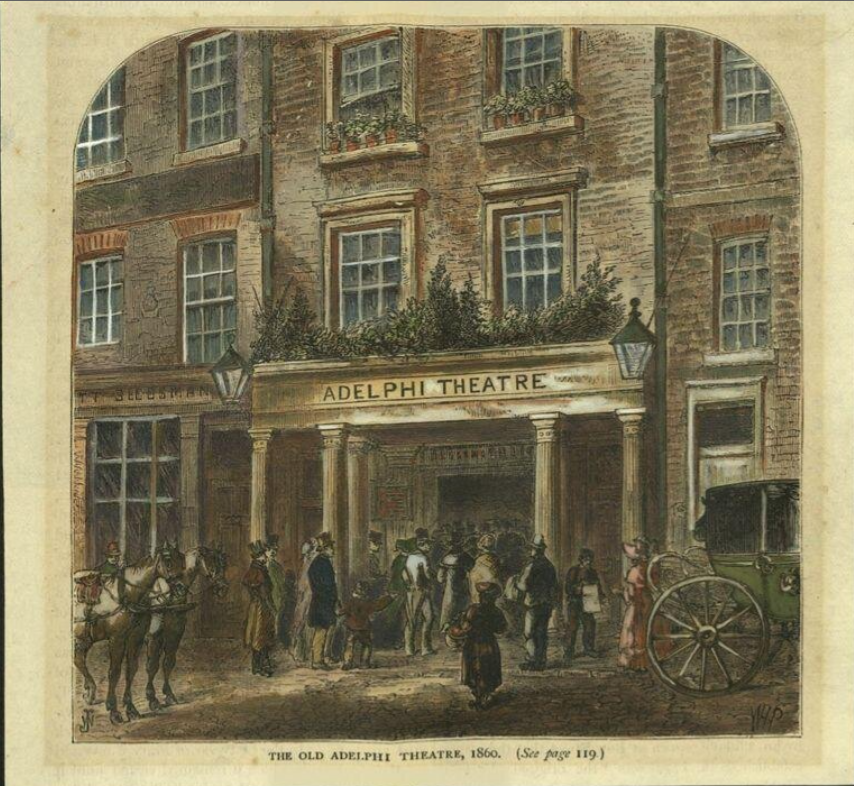 ADELPHI THEATRE
THE OLD ADELPHI THEATRE, 1860. (See page 119.)